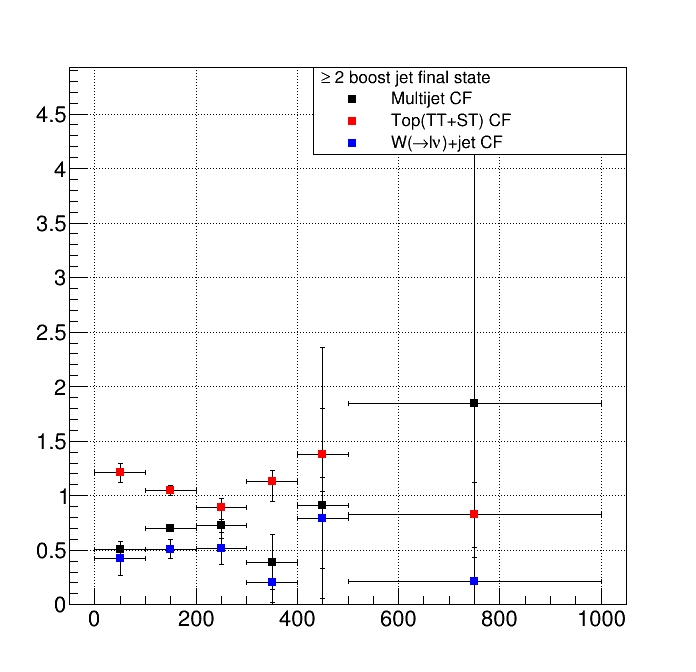 ≥ 2 boost jet final state
Multijet CF
Top(TT+ST) CF
W(→lν)+jet CF
4.5
4
3.5
3
2.5
2
1.5
1
0.5
0
0 200 400 600 800 1000